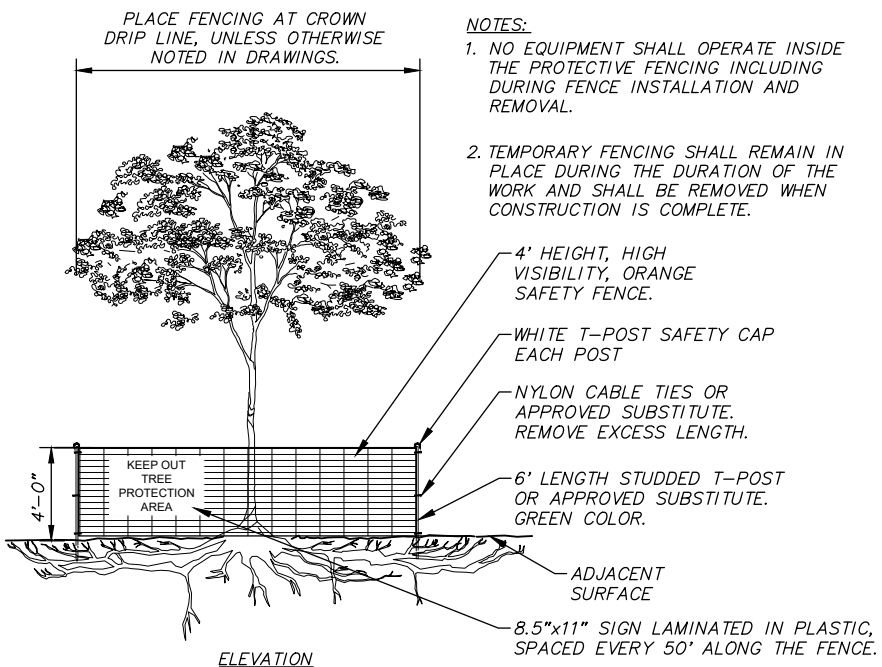 PLACE FENCING AT CROWN
DRIP LINE, UNLESS OTHERWISE
NOTED IN DRAWINGS.
NOTES:
1. NO EQUIPMENT SHALL OPERATE INSIDE
THE PROTECTIVE FENCING INCLUDING
DURING FENCE INSTALLATION AND
REMOVAL.
2. TEMPORARY FENCING SHALL REMAIN IN
PLACE DURING THE DURATION OF THE
WORK AND SHALL BE REMOVED WHEN
CONSTRUCTION IS COMPLETE.
4' HEIGHT, HIGH
VISIBILITY, ORANGE
SAFETY FENCE.
WHITE T-POST SAFETY CAP
EACH POST
NYLON CABLE TIES OR
APPROVED SUBSTITUTE.
REMOVE EXCESS LENGTH.
6' LENGTH STUDDED T-POST
OR APPROVED SUBSTITUTE.
GREEN COLOR.
KEEP OUT
TREE
PROTECTION
AREA
4'-0"
ADJACENT
SURFACE
8.5"x11" SIGN LAMINATED IN PLASTIC,
SPACED EVERY 50' ALONG THE FENCE.
ELEVATION